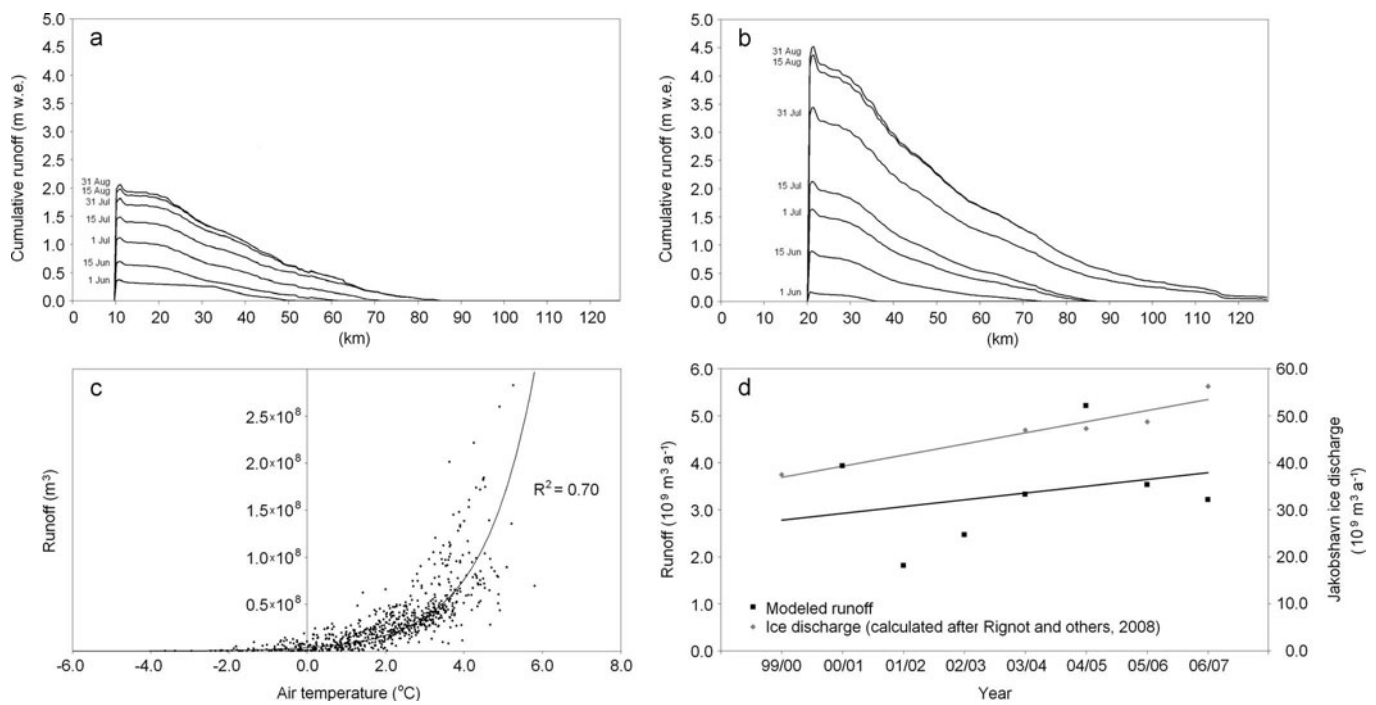 a
5.0
4.5
4.0
3.5
3.0
2.5
2.0
1.5
1.0
0.5
0.0
Cumulative runoff (m w.e.)
31 Aug
15 Aug
31 Jul
15 Jul
1 Jul
15 Jun
1 Jun
0 10 20 30 40 50 60 70 80 90 100 110 120
(km)
b
5.0
4.5
4.0
3.5
3.0
2.5
2.0
1.5
1.0
0.5
0.0
Cumulative runoff (m w.e.)
31 Aug
15 Aug
31 Jul
15 Jul
1 Jul
15 Jun
1 Jun
0 10 20 30 40 50 60 70 80 90 100 110 120
(km)
c
Runoff (m³)
2.5×10⁸
2.0×10⁸
1.5×10⁸
1.0×10⁸
0.5×10⁸
R² = 0.70
-6.0 -4.0 -2.0 0.0 2.0 4.0 6.0 8.0
Air temperature (°C)
d
6.0
5.0
4.0
3.0
2.0
1.0
0.0
Runoff (10⁹ m³ a⁻¹)
60.0
50.0
40.0
30.0
20.0
10.0
0.0
Jakobshavn ice discharge
(10⁹ m³ a⁻¹)
Modeled runoff
Ice discharge (calculated after Rignot and others, 2008)
99/00 00/01 01/02 02/03 03/04 04/05 05/06 06/07
Year